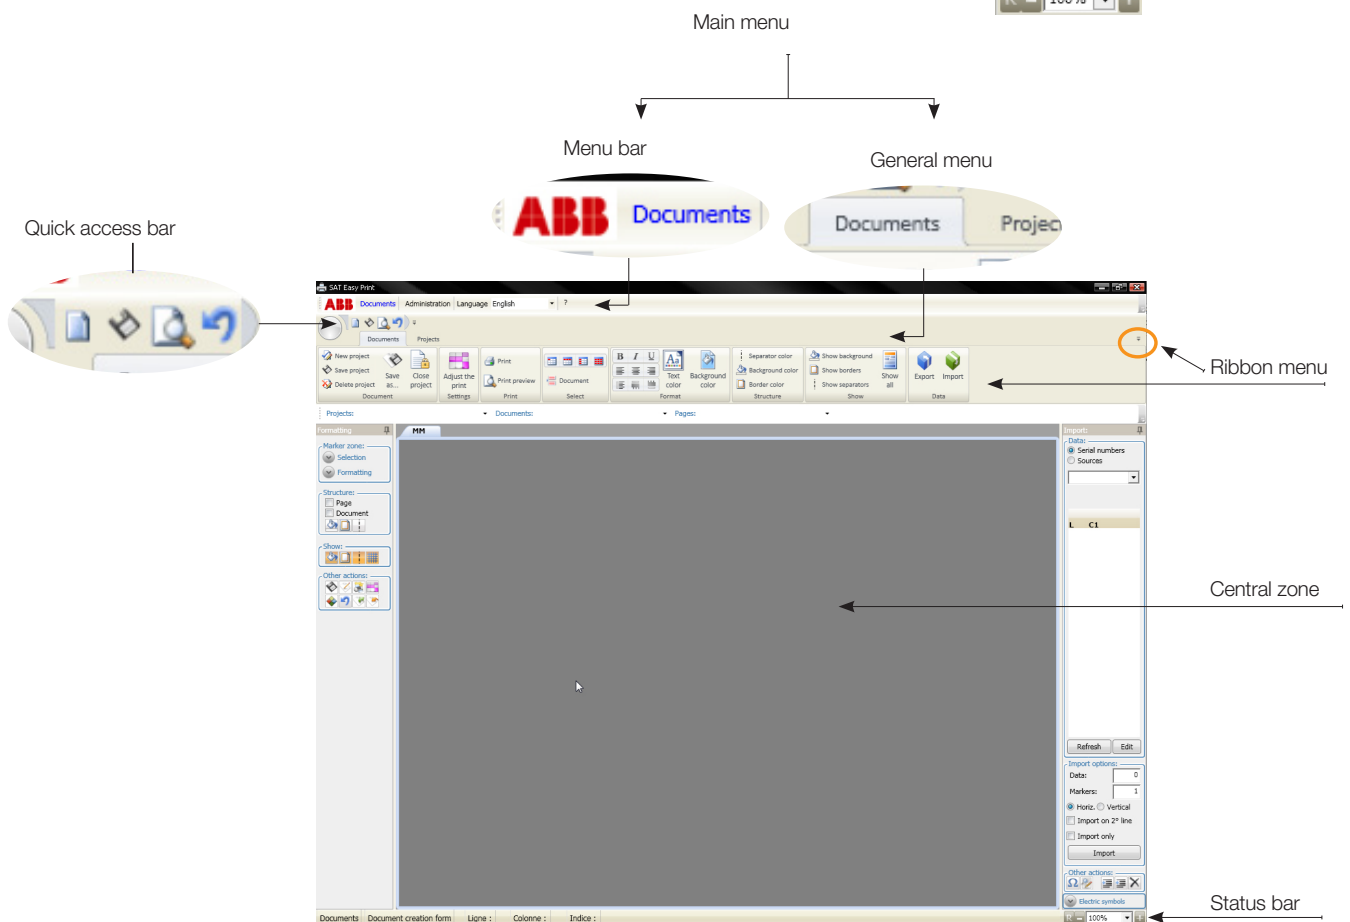 100%
Main menu
Menu bar
General menu
ABB Documents
Documents Projec
Quick access bar
SAT Easy Print
ABB Documents Administration Language English ?
Documents Projects
New project
Save project
Delete project
Save as...
Close project
Document
Adjust the print
Settings
Print
Print preview
Print
Document
Select
B I U
Aa
Text color
Background color
Format
Separator color
Background color
Border color
Structure
Show background
Show borders
Show separators
Show all
Show
Export
Import
Data
Ribbon menu
Projects: Documents: Pages:
Formatting
MM
Marker zone:
Selection
Formatting
Structure:
Page
Document
Show:
Other actions:
Import:
Data:
Serial numbers
Sources
L C1
Central zone
Refresh Edit
Import options:
Data: 0
Markers: 1
Horiz. Vertical
Import on 2° line
Import only
Import
Other actions:
Ω
Electric symbols
Documents Document creation form Ligne : Colonne : Indice :
R 100%
Status bar